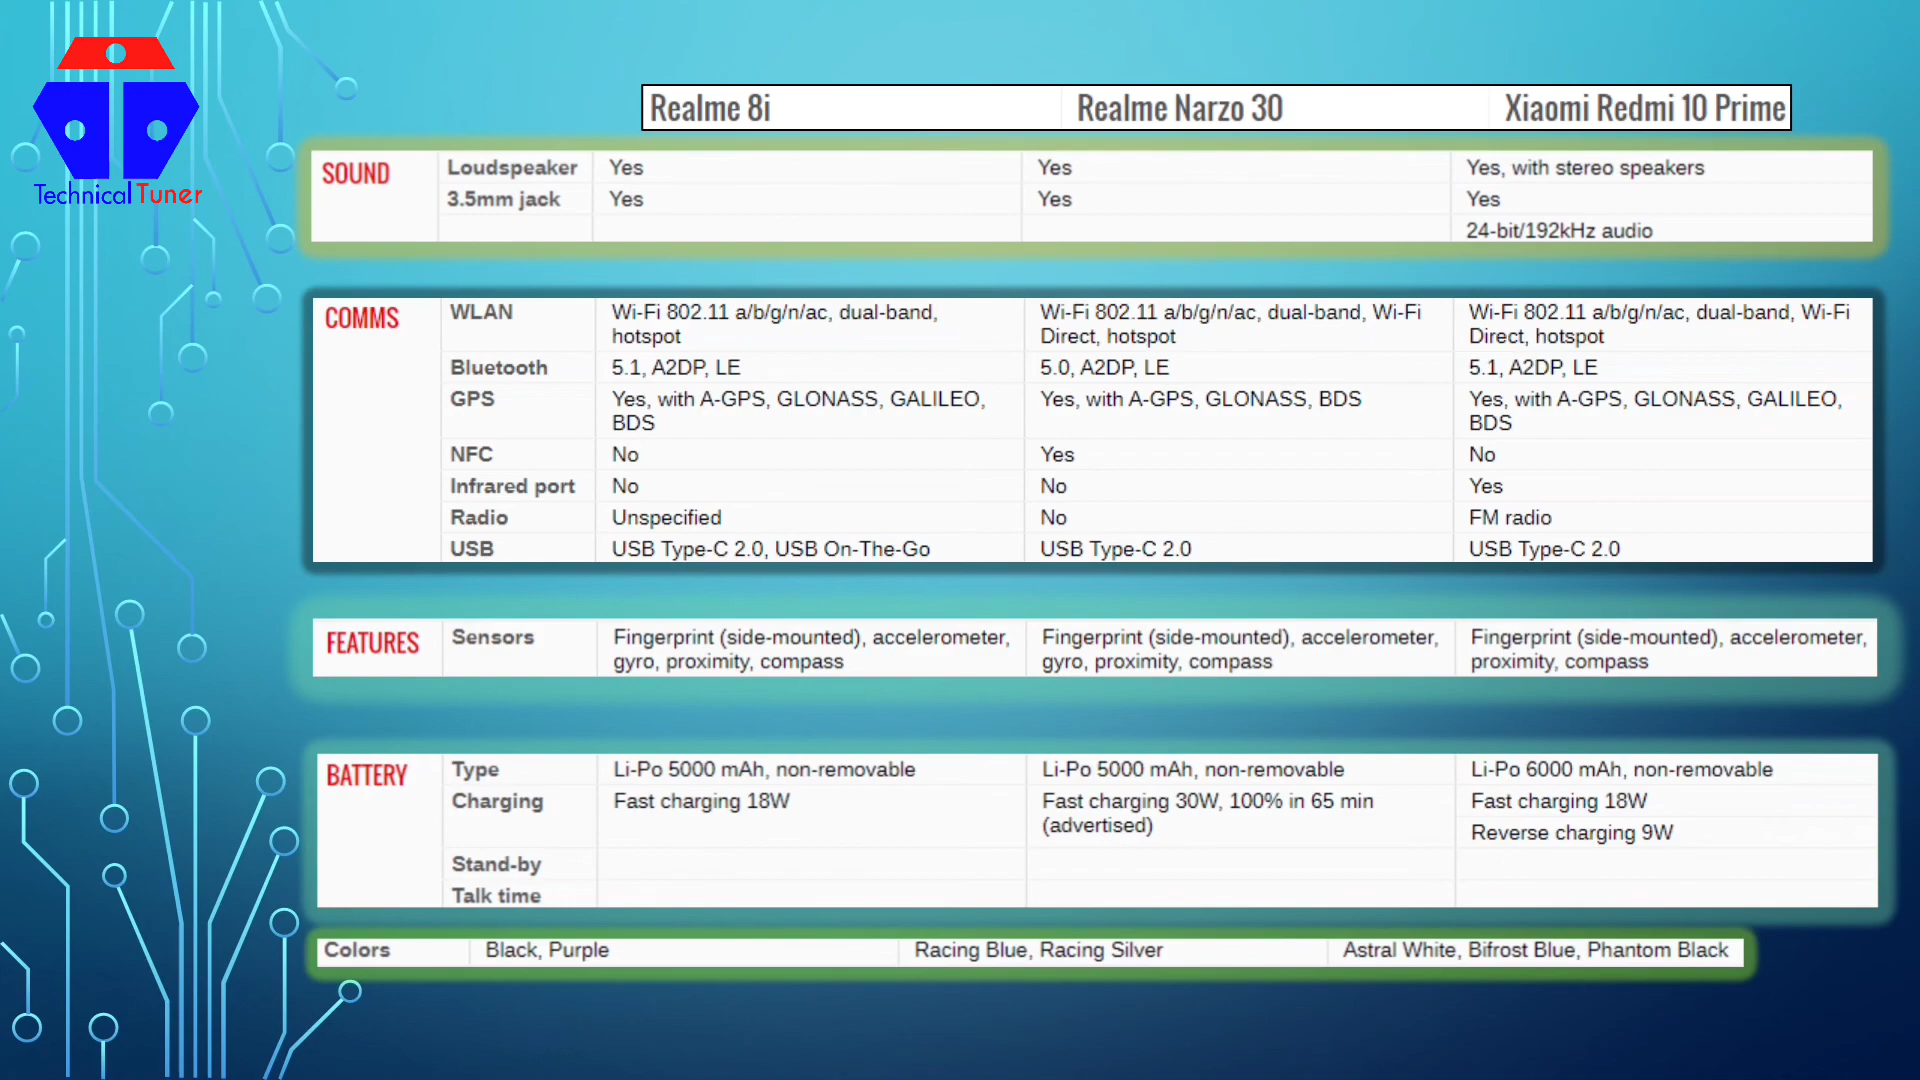 Technical Tuner
Realme 8i Realme Narzo 30 Xiaomi Redmi 10 Prime
SOUND Loudspeaker Yes Yes Yes, with stereo speakers
3.5mm jack Yes Yes Yes
24-bit/192kHz audio
COMMS WLAN Wi-Fi 802.11 a/b/g/n/ac, dual-band, Wi-Fi 802.11 a/b/g/n/ac, dual-band, Wi-Fi Wi-Fi 802.11 a/b/g/n/ac, dual-band, Wi-Fi
hotspot Direct, hotspot Direct, hotspot
Bluetooth 5.1, A2DP, LE 5.0, A2DP, LE 5.1, A2DP, LE
GPS Yes, with A-GPS, GLONASS, GALILEO, Yes, with A-GPS, GLONASS, BDS Yes, with A-GPS, GLONASS, GALILEO,
BDS BDS
NFC No Yes No
Infrared port No No Yes
Radio Unspecified No FM radio
USB USB Type-C 2.0, USB On-The-Go USB Type-C 2.0 USB Type-C 2.0
FEATURES Sensors Fingerprint (side-mounted), accelerometer, Fingerprint (side-mounted), accelerometer, Fingerprint (side-mounted), accelerometer,
gyro, proximity, compass gyro, proximity, compass proximity, compass
BATTERY Type Li-Po 5000 mAh, non-removable Li-Po 5000 mAh, non-removable Li-Po 6000 mAh, non-removable
Charging Fast charging 18W Fast charging 30W, 100% in 65 min Fast charging 18W
(advertised) Reverse charging 9W
Stand-by
Talk time
Colors Black, Purple Racing Blue, Racing Silver Astral White, Bifrost Blue, Phantom Black